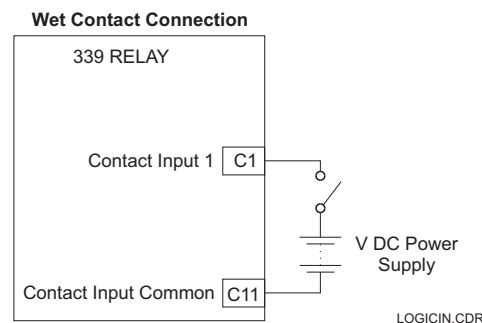 Wet Contact Connection
339 RELAY
Contact Input 1 C1
V DC Power
Supply
Contact Input Common C11
LOGICIN.CDR